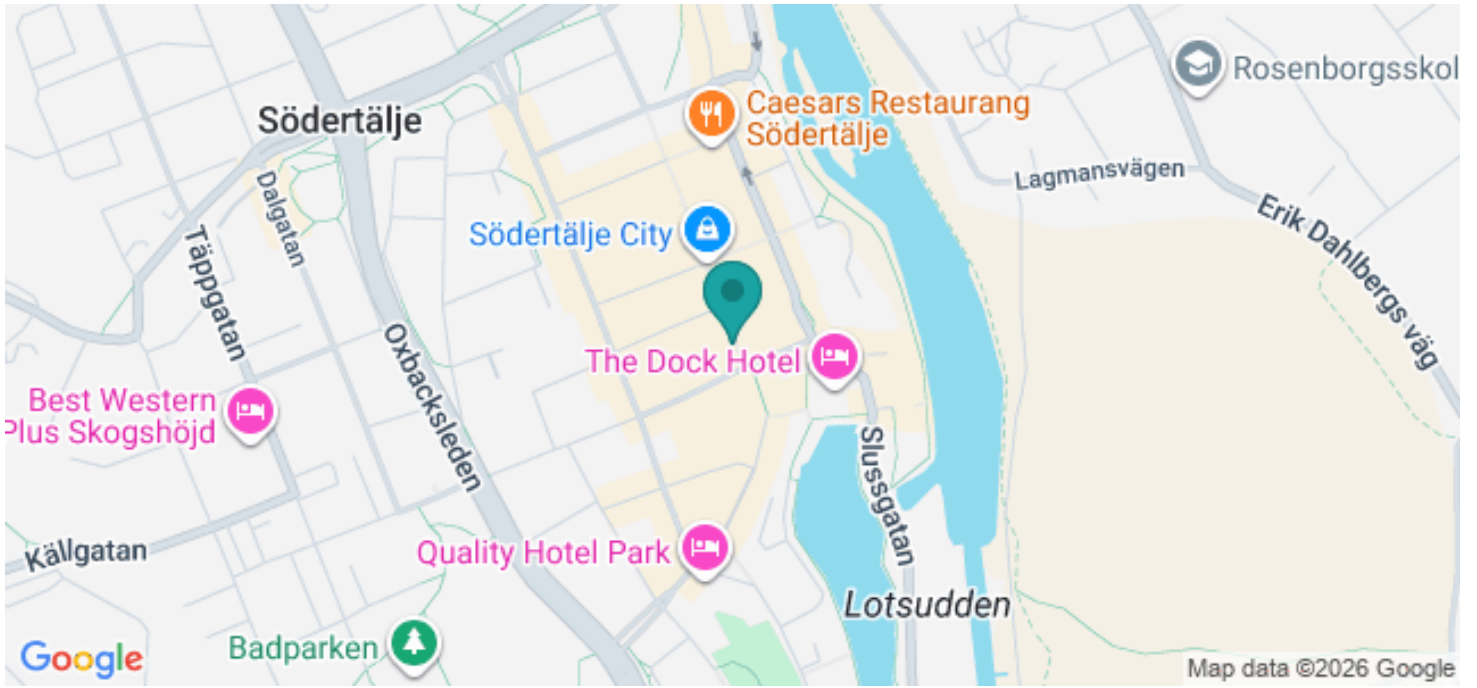 Rosenborgsskol
Caesars Restaurang
Södertälje
Södertälje
Lagmansvägen
Dalgatan
Erik Dahlbergs väg
Södertälje City
Täppgatan
Oxbacksleden
The Dock Hotel
Best Western
Plus Skogshöjd
Slussgatan
Källgatan
Quality Hotel Park
Lotsudden
Badparken
Google
Map data ©2026 Google